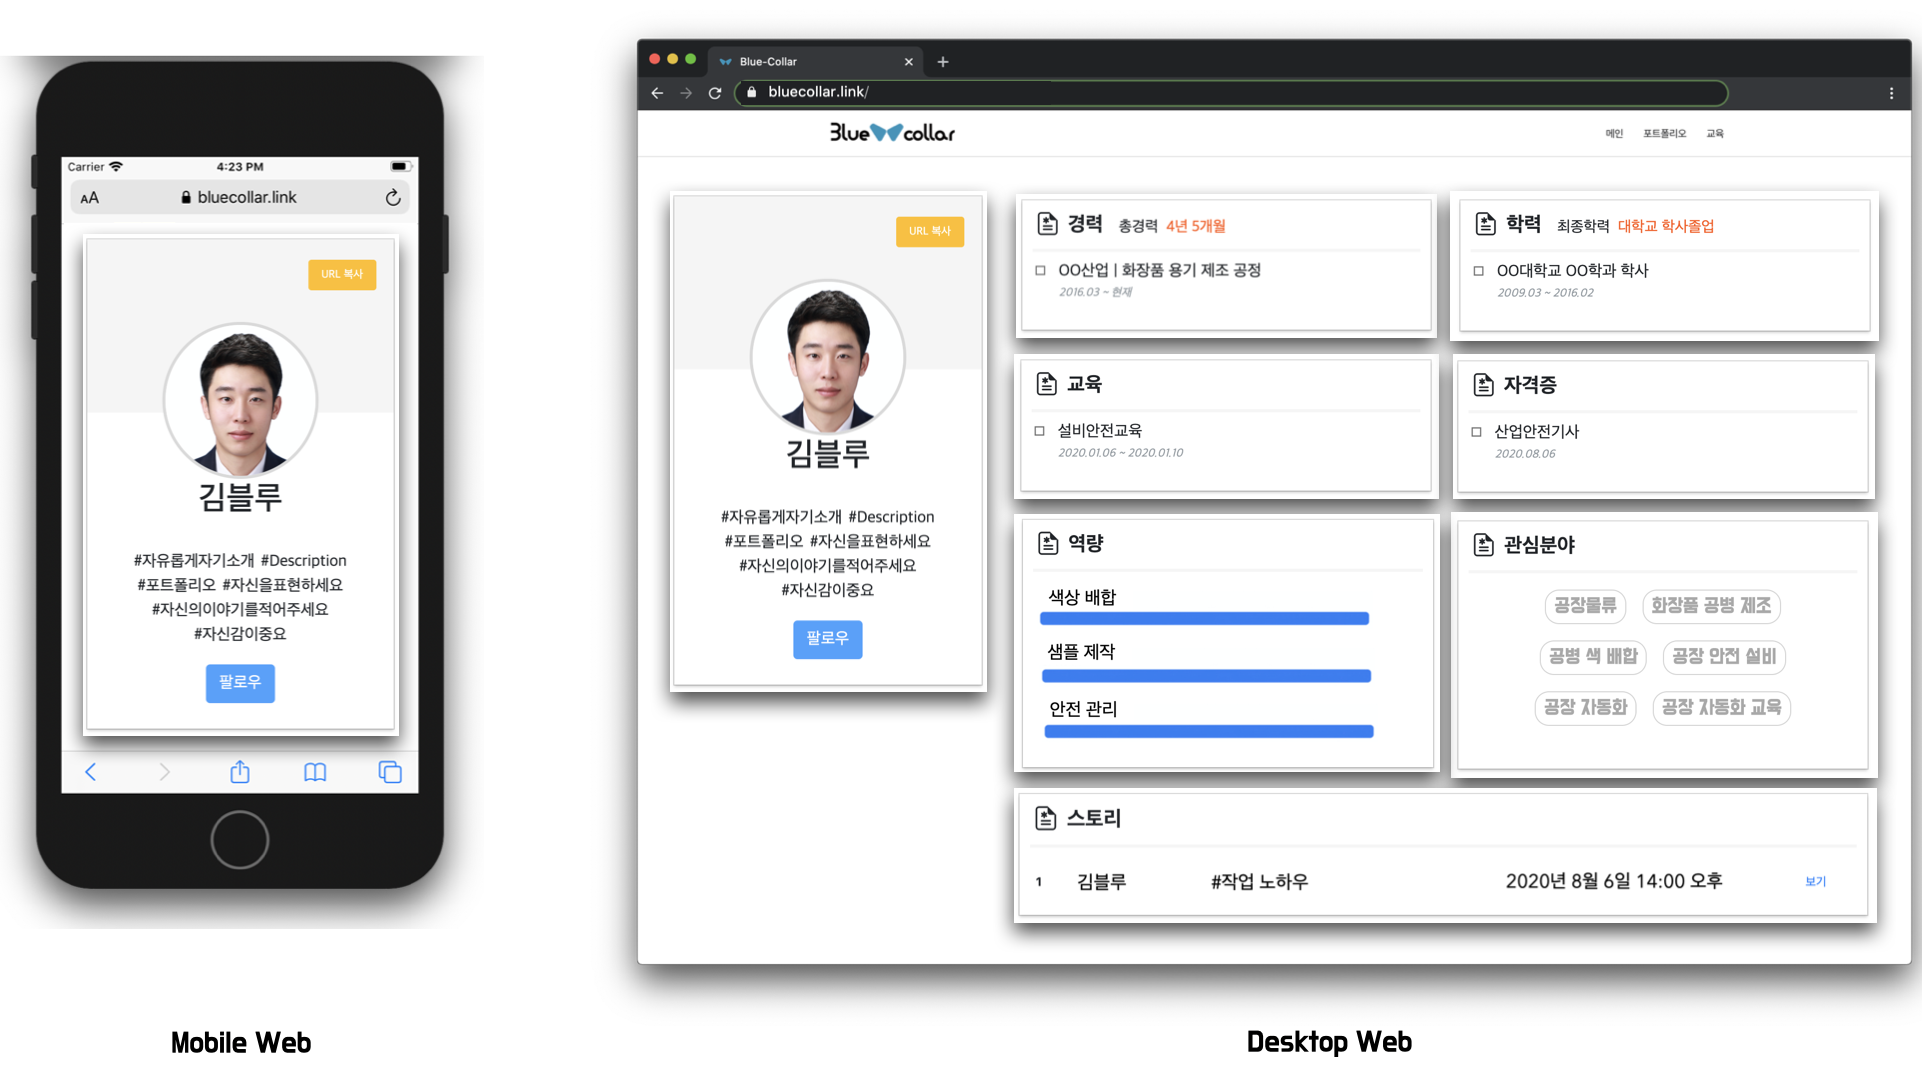 Carrier
4:23 PM
AA
bluecollar.link
URL 복사
김블루
#자유롭게자기소개 #Description
#포트폴리오 #자신을표현하세요
#자신의이야기를적어주세요
#자신감이중요
팔로우
Mobile Web
Blue-Collar
bluecollar.link/
Blue collar
메인 포트폴리오 교육
URL 복사
김블루
#자유롭게자기소개 #Description
#포트폴리오 #자신을표현하세요
#자신의이야기를적어주세요
#자신감이중요
팔로우
경력 총경력 4년 5개월
OO산업 | 화장품 용기 제조 공정
2016.03 ~ 현재
학력 최종학력 대학교 학사졸업
OO대학교 OO학과 학사
2009.03 ~ 2016.02
교육
설비안전교육
2020.01.06 ~ 2020.01.10
자격증
산업안전기사
2020.08.06
역량
색상 배합
샘플 제작
안전 관리
관심분야
공장물류 화장품 공병 제조
공병 색 배합 공장 안전 설비
공장 자동화 공장 자동화 교육
스토리
1 김블루 #작업 노하우 2020년 8월 6일 14:00 오후 보기
Desktop Web